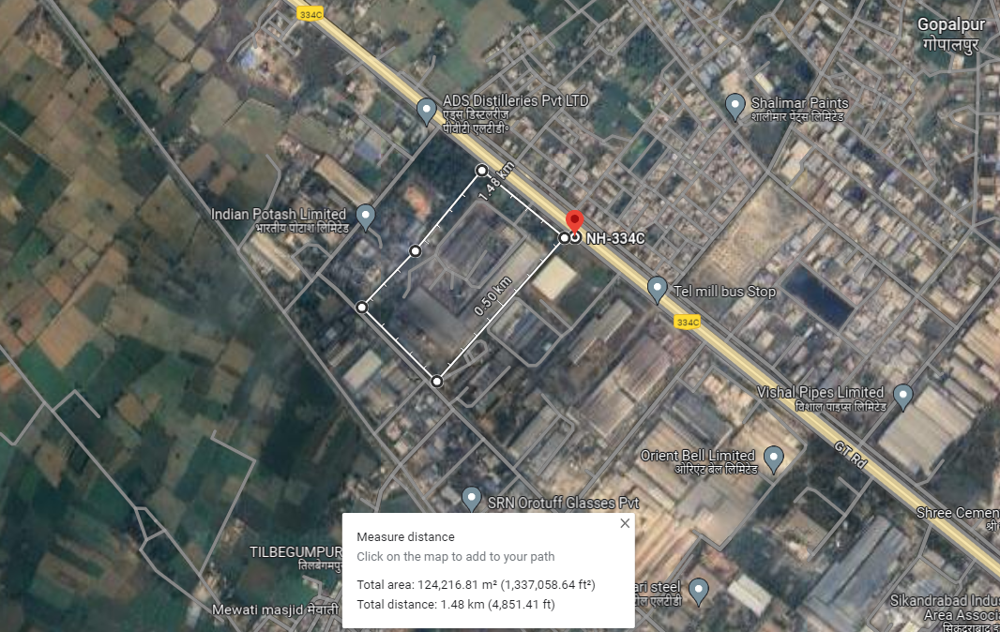 334C
Gopalpur
गोपालपुर
ADS Distilleries Pvt LTD
एड्स डिस्टलरीज
पीवीटी एलटीडी॰
Shalimar Paints
शालीमार पेंट्स लिमिटेड
1.48 km
Indian Potash Limited
भारतीय पोटाश लिमिटेड
NH-334C
0.50 km
Tel mill bus Stop
334C
Vishal Pipes Limited
विशाल पाइप्स लिमिटेड
Orient Bell Limited
ओरिएंट बेल लिमिटेड
GT Rd
SRN Orotuff Glasses Pvt
Shree Cemen
श्री
TILBEGUMPUR
तिलबेगमपु
Mewati masjid मेवाती
Measure distance
Click on the map to add to your path
Total area: 124,216.81 m² (1,337,058.64 ft²)
Total distance: 1.48 km (4,851.41 ft)
ari steel
एलटीडी
Sikandrabad Indus
Area Associa
सिकंदराबाद